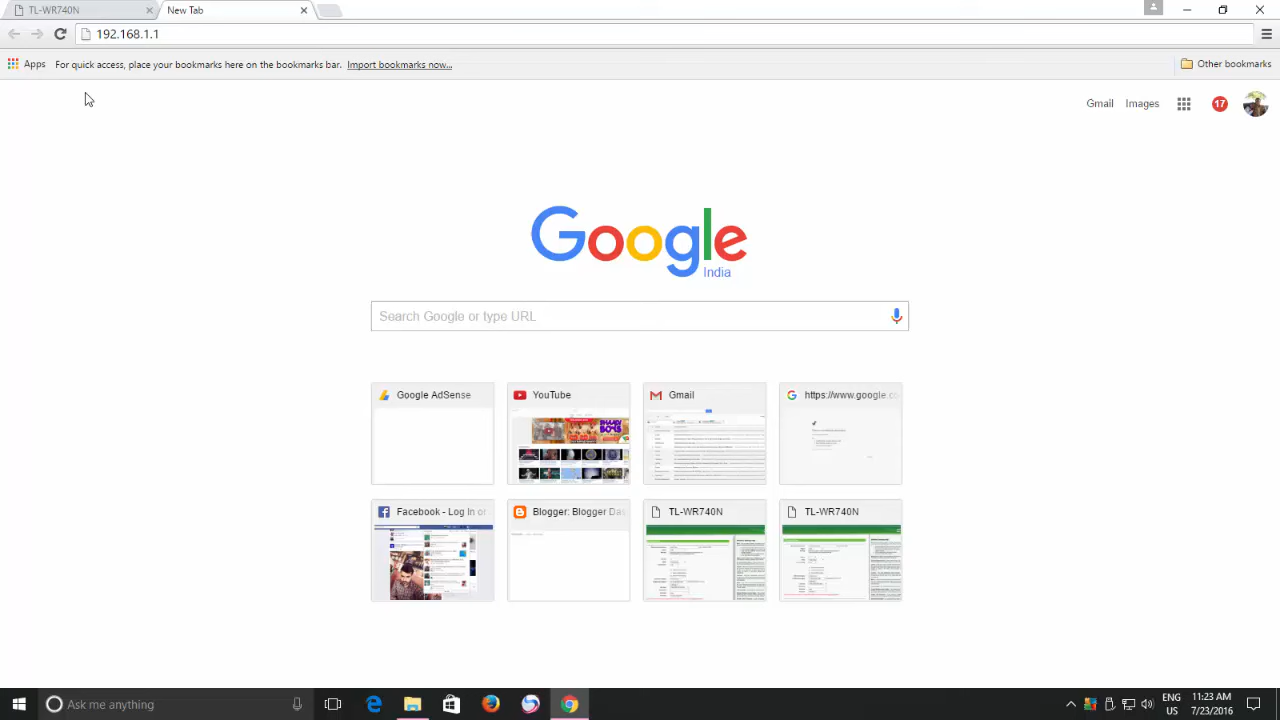 TL-WR740N
New Tab
192.168.1.1
Apps
For quick access, place your bookmarks here on the bookmarks bar. Import bookmarks now...
Other bookmarks
Gmail
Images
17
Google
India
Search Google or type URL
Google AdSense
YouTube
Gmail
https://www.google.co
Facebook - Log In or
Blogger: Blogger Das
TL-WR740N
TL-WR740N
Ask me anything
ENG
US
11:23 AM
7/23/2016